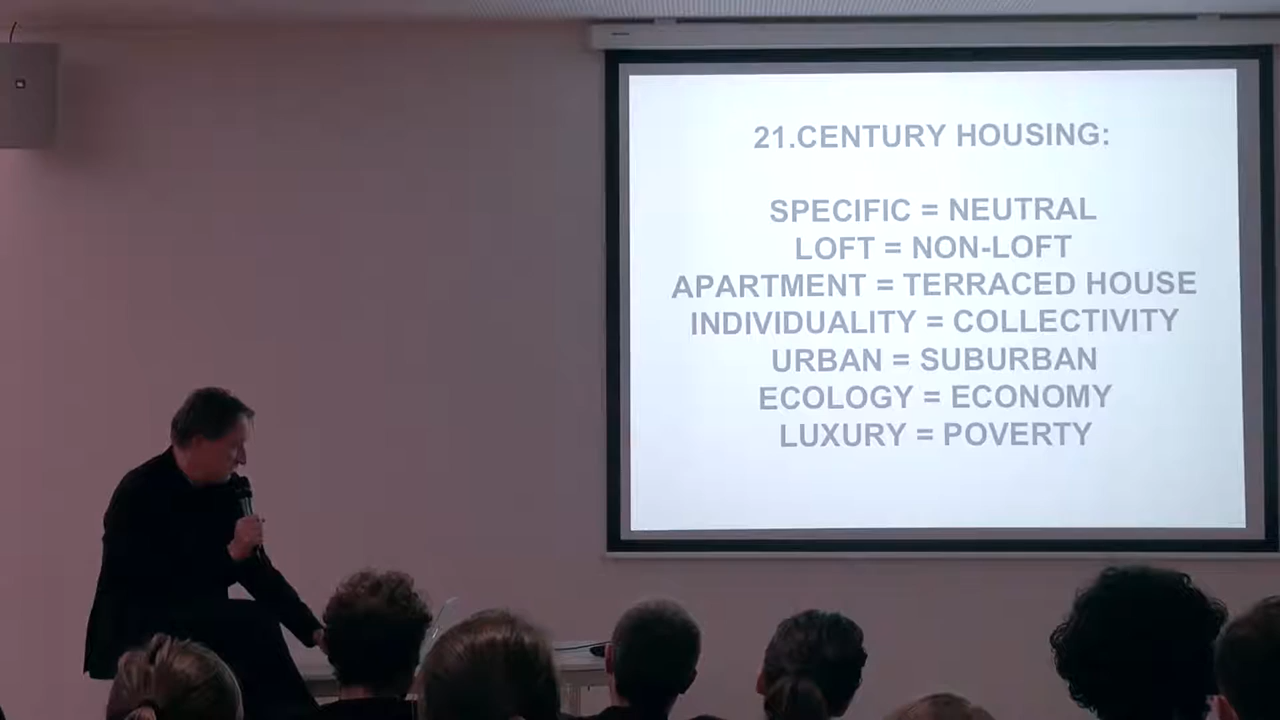 21.CENTURY HOUSING:
SPECIFIC = NEUTRAL
LOFT = NON-LOFT
APARTMENT = TERRACED HOUSE
INDIVIDUALITY = COLLECTIVITY
URBAN = SUBURBAN
ECOLOGY = ECONOMY
LUXURY = POVERTY